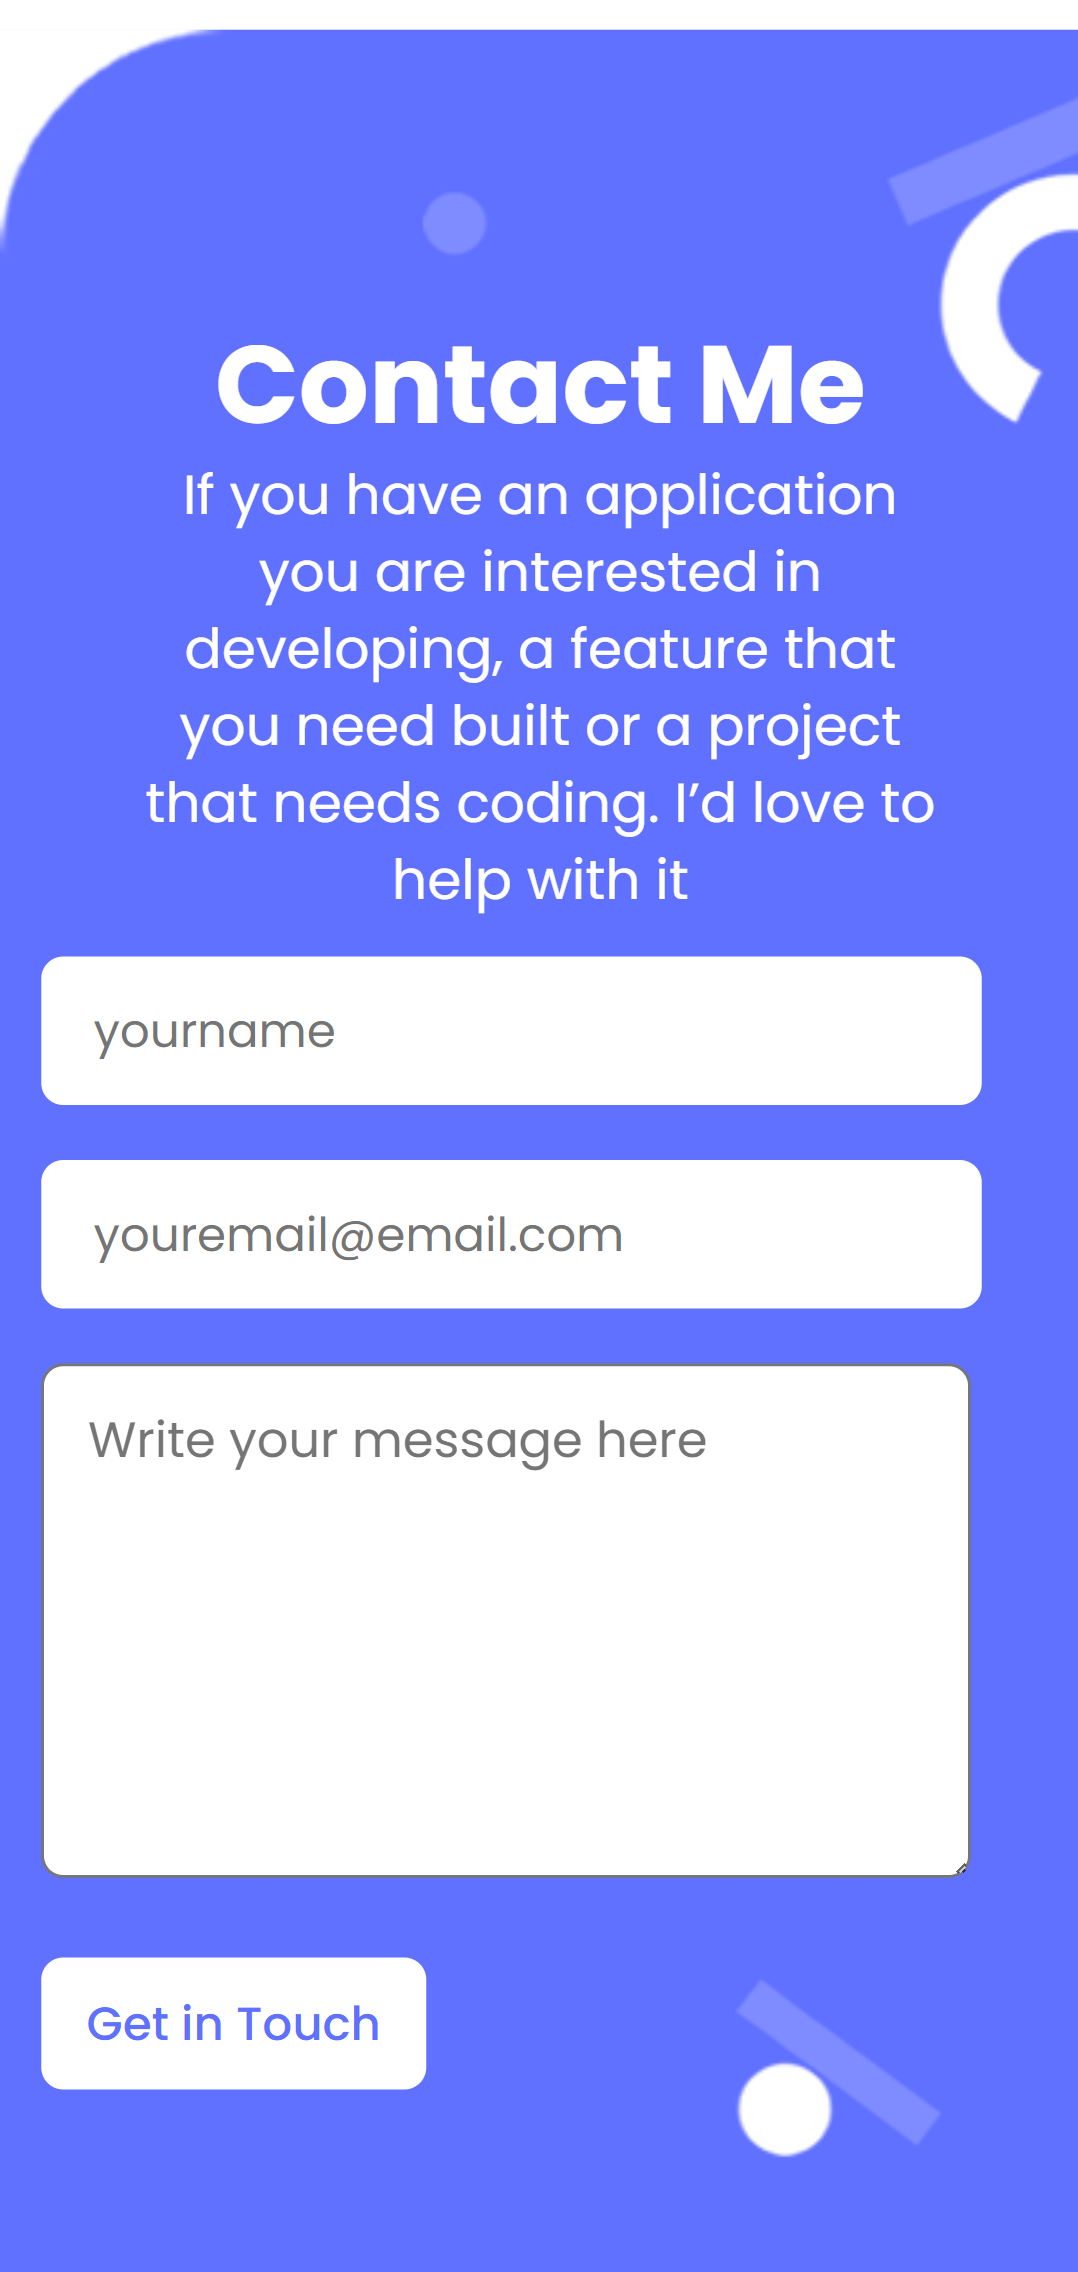 Contact Me
If you have an application
you are interested in
developing, a feature that
you need built or a project
that needs coding. I’d love to
help with it
yourname
youremail@email.com
Write your message here
Get in Touch